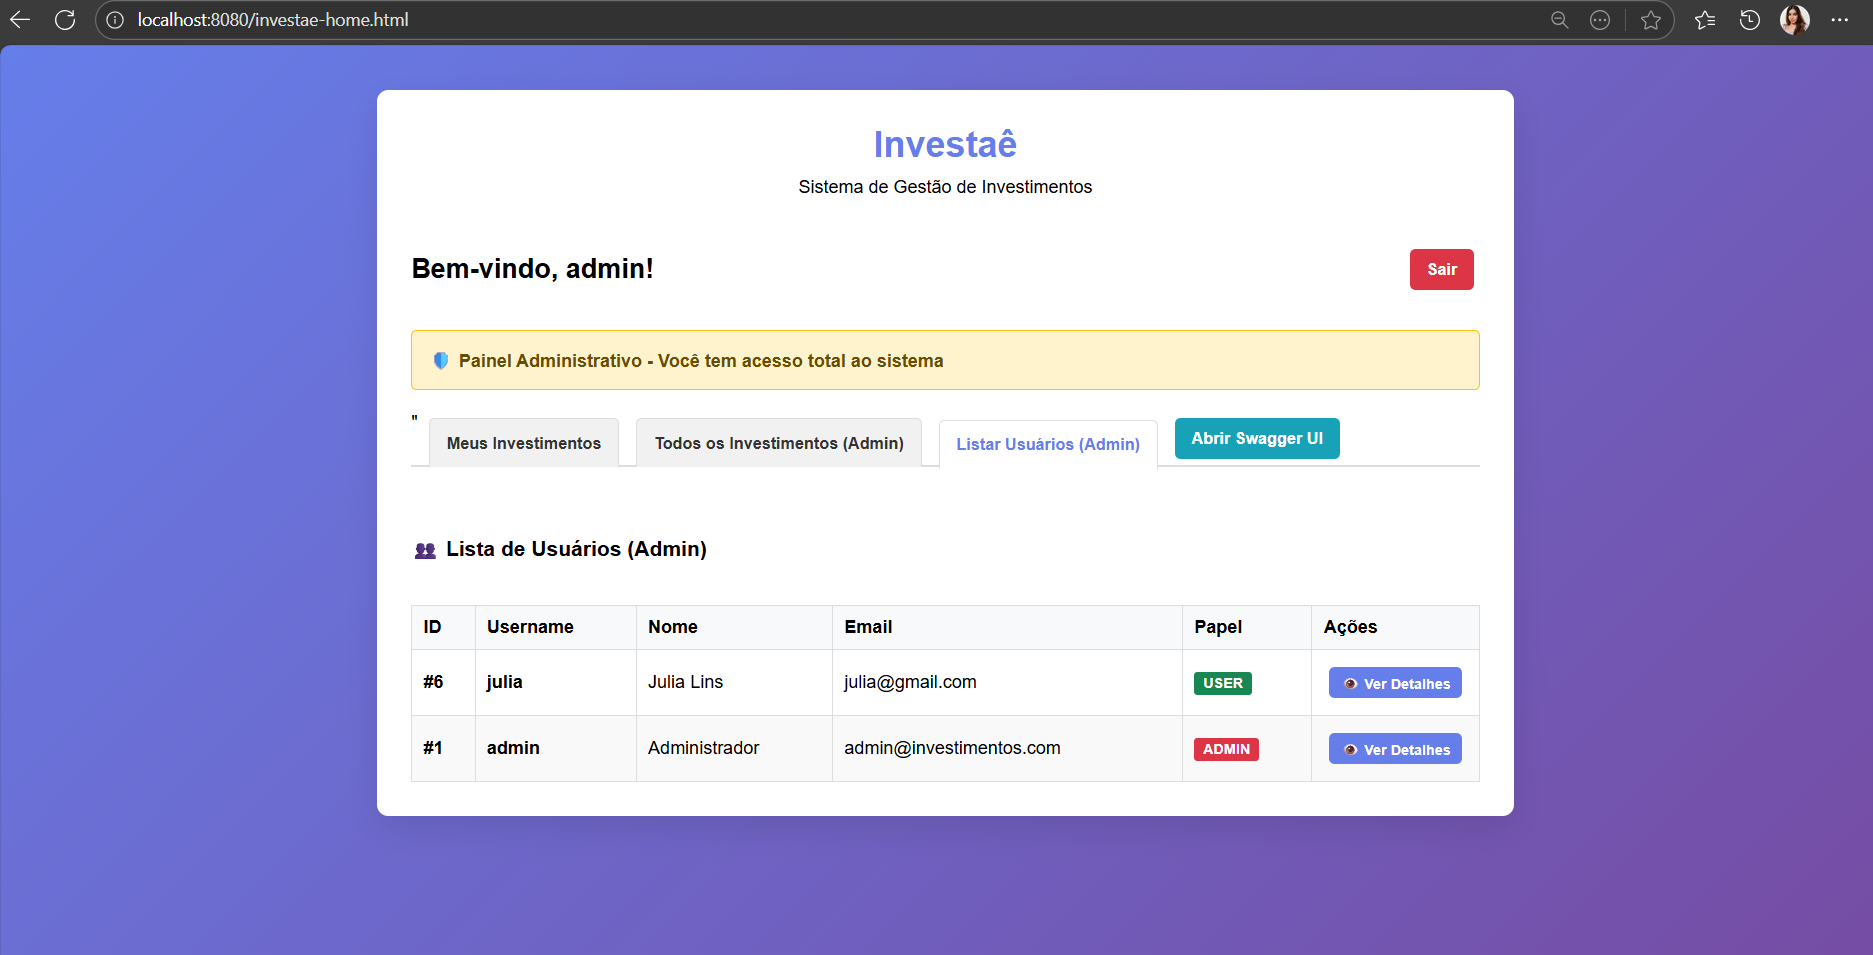 localhost:8080/investae-home.html
Investaê
Sistema de Gestão de Investimentos
Bem-vindo, admin!
Sair
Painel Administrativo - Você tem acesso total ao sistema
" Meus Investimentos Todos os Investimentos (Admin) Listar Usuários (Admin) Abrir Swagger UI
Lista de Usuários (Admin)
ID Username Nome Email Papel Ações
#6 julia Julia Lins julia@gmail.com USER Ver Detalhes
#1 admin Administrador admin@investimentos.com ADMIN Ver Detalhes